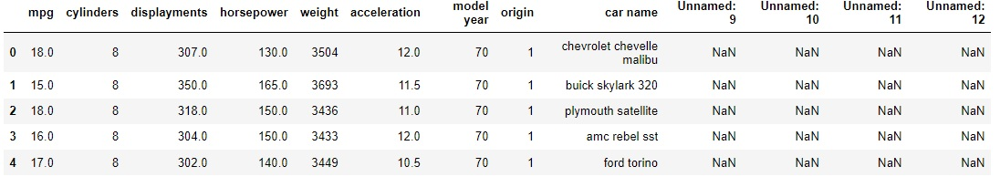 mpg cylinders displayments horsepower weight acceleration model year origin car name Unnamed: 9 Unnamed: 10 Unnamed: 11 Unnamed: 12
0 18.0 8 307.0 130.0 3504 12.0 70 1 chevrolet chevelle malibu NaN NaN NaN NaN
1 15.0 8 350.0 165.0 3693 11.5 70 1 buick skylark 320 NaN NaN NaN NaN
2 18.0 8 318.0 150.0 3436 11.0 70 1 plymouth satellite NaN NaN NaN NaN
3 16.0 8 304.0 150.0 3433 12.0 70 1 amc rebel sst NaN NaN NaN NaN
4 17.0 8 302.0 140.0 3449 10.5 70 1 ford torino NaN NaN NaN NaN